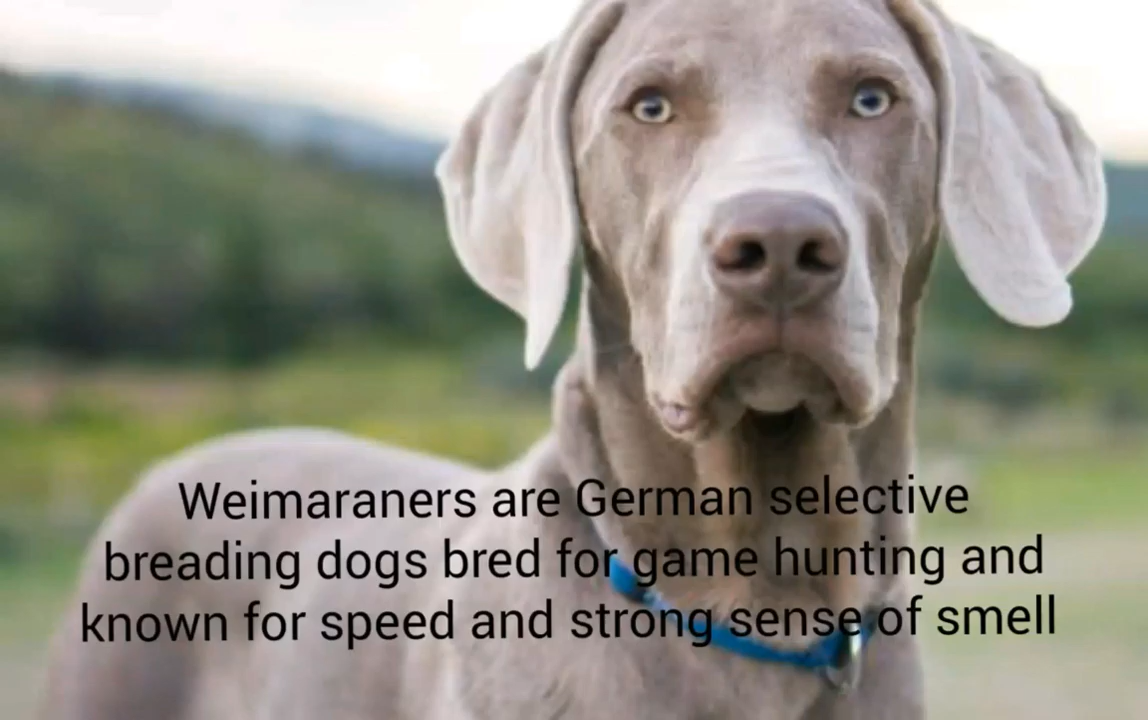 Weimaraners are German selective
breading dogs bred for game hunting and
known for speed and strong sense of smell